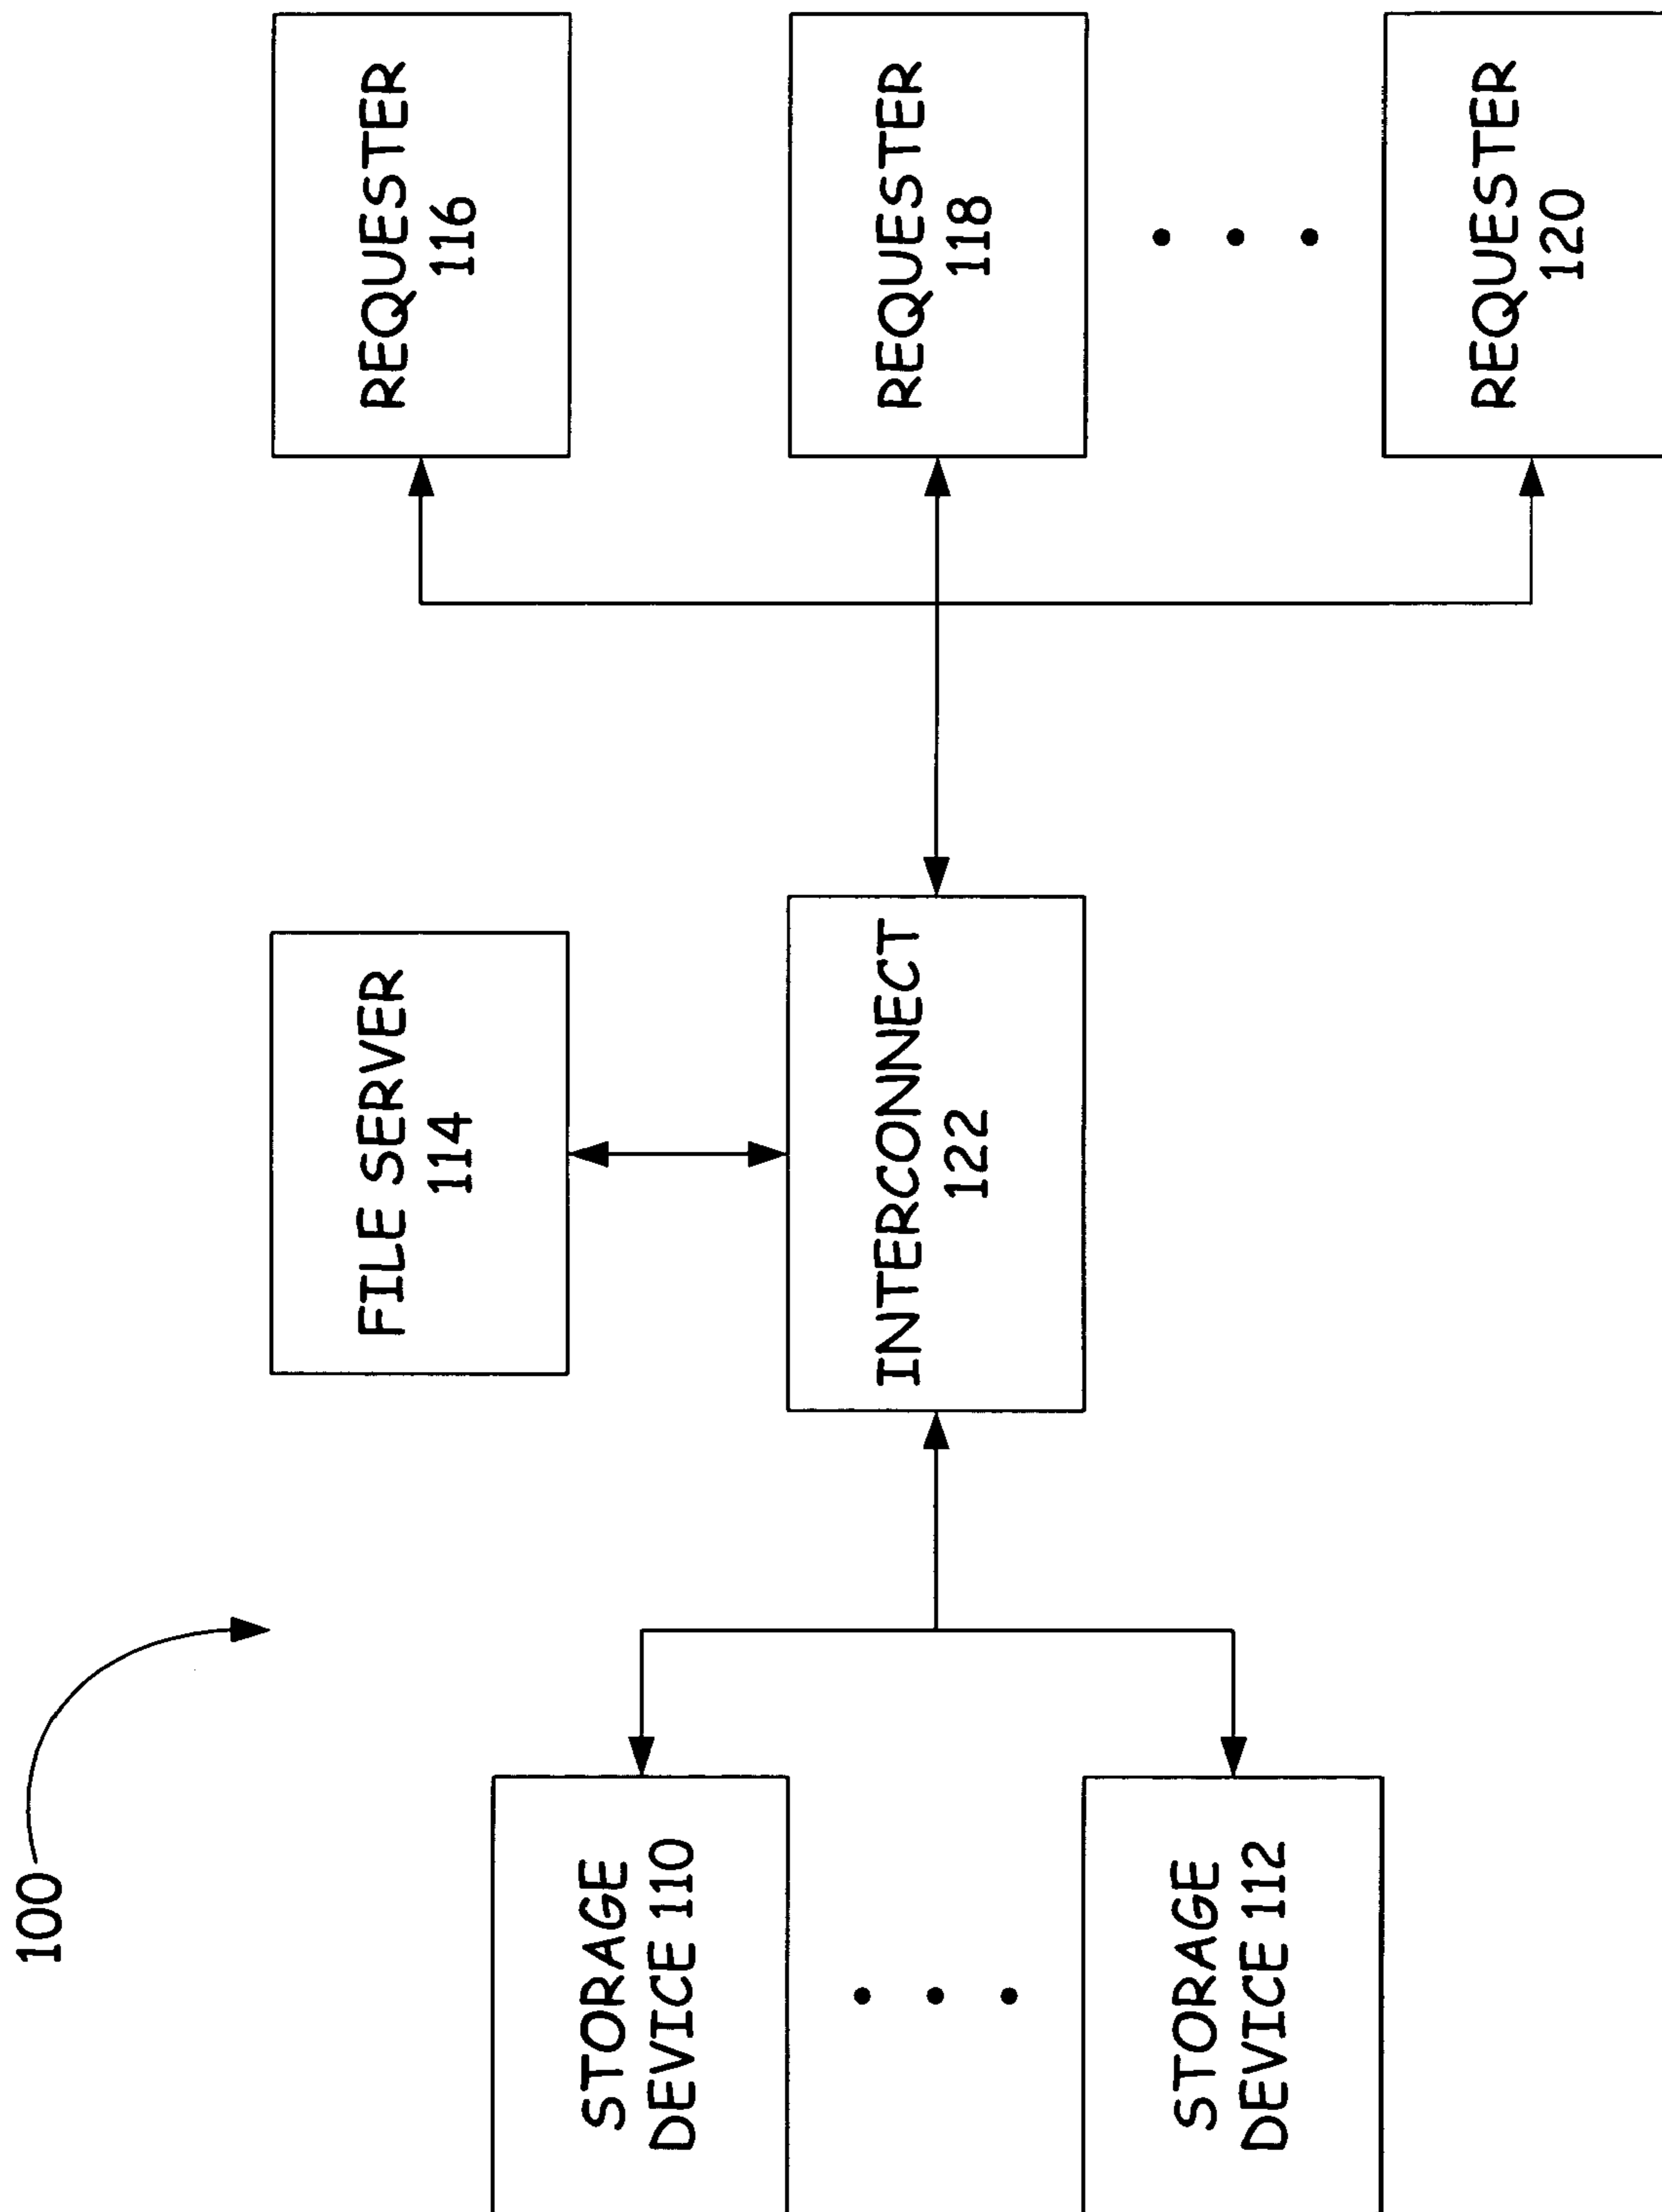 100
STORAGE
DEVICE 110
STORAGE
DEVICE 112
FILE SERVER
114
INTERCONNECT
122
REQUESTER
116
REQUESTER
118
REQUESTER
120